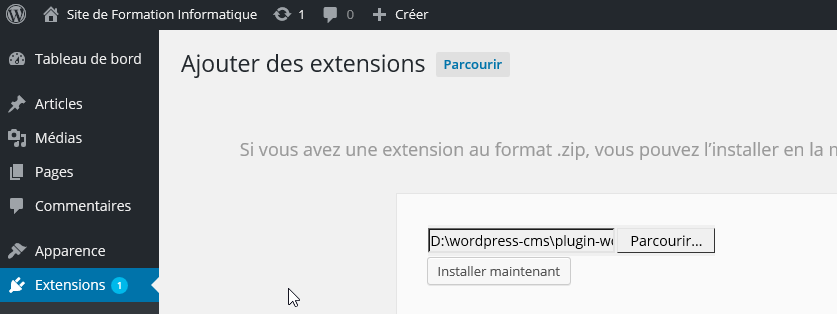 Site de Formation Informatique 1 0 + Créer
Tableau de bord
Ajouter des extensions Parcourir
Articles
Médias
Pages
Commentaires
Apparence
Extensions 1
Si vous avez une extension au format .zip, vous pouvez l’installer en la
D:\wordpress-cms\plugin-w Parcourir...
Installer maintenant